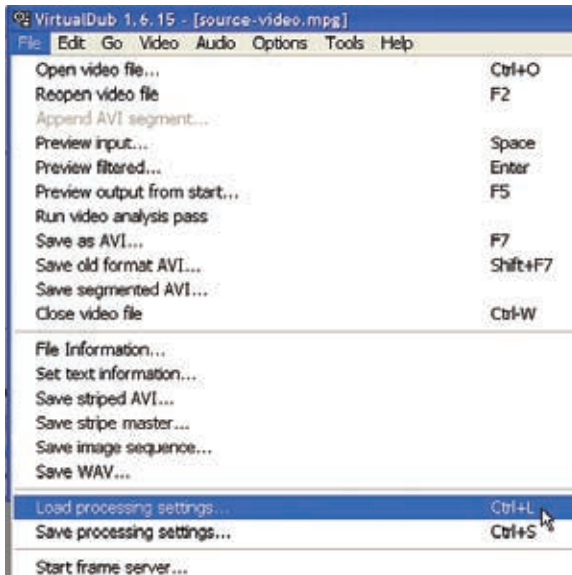 VirtualDub 1.6.15 - [source-video.mpg]
File Edit Go Video Audio Options Tools Help
Open video file... Ctrl+O
Reopen video file F2
Append AVI segment...
Preview input... Space
Preview filtered... Enter
Preview output from start... F5
Run video analysis pass
Save as AVI... F7
Save old format AVI... Shift+F7
Save segmented AVI...
Close video file Ctrl-W
File Information...
Set text information...
Save striped AVI...
Save stripe master...
Save image sequence...
Save WAV...
Load processing settings... Ctrl+L
Save processing settings... Ctrl+S
Start frame server...